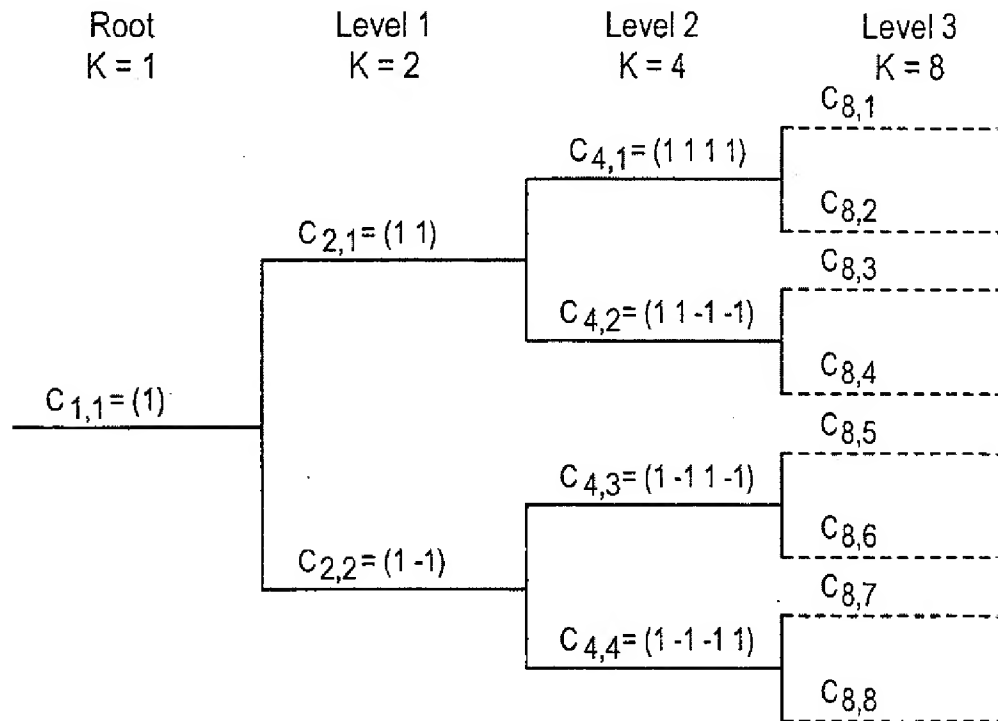 Root Level 1 Level 2 Level 3
K = 1 K = 2 K = 4 K = 8
C8,1
C4,1 = (1 1 1 1)
C8,2
C2,1 = (1 1)
C8,3
C4,2 = (1 1 -1 -1)
C8,4
C1,1 = (1)
C8,5
C4,3 = (1 -1 1 -1)
C8,6
C2,2 = (1 -1)
C8,7
C4,4 = (1 -1 -1 1)
C8,8